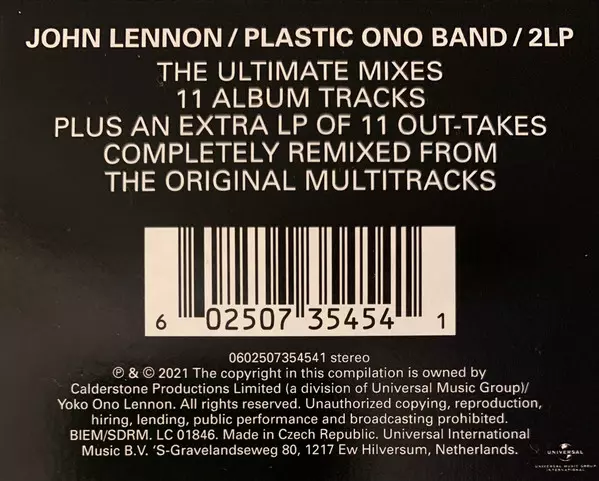 JOHN LENNON / PLASTIC ONO BAND / 2LP
THE ULTIMATE MIXES
11 ALBUM TRACKS
PLUS AN EXTRA LP OF 11 OUT-TAKES
COMPLETELY REMIXED FROM
THE ORIGINAL MULTITRACKS
6 02507 35454 1
0602507354541 stereo
℗ & © 2021 The copyright in this compilation is owned by
Calderstone Productions Limited (a division of Universal Music Group)/
Yoko Ono Lennon. All rights reserved. Unauthorized copying, reproduction,
hiring, lending, public performance and broadcasting prohibited.
BIEM/SDRM. LC 01846. Made in Czech Republic. Universal International
Music B.V. 'S-Gravelandseweg 80, 1217 Ew Hilversum, Netherlands.
UNIVERSAL
UNIVERSAL MUSIC GROUP